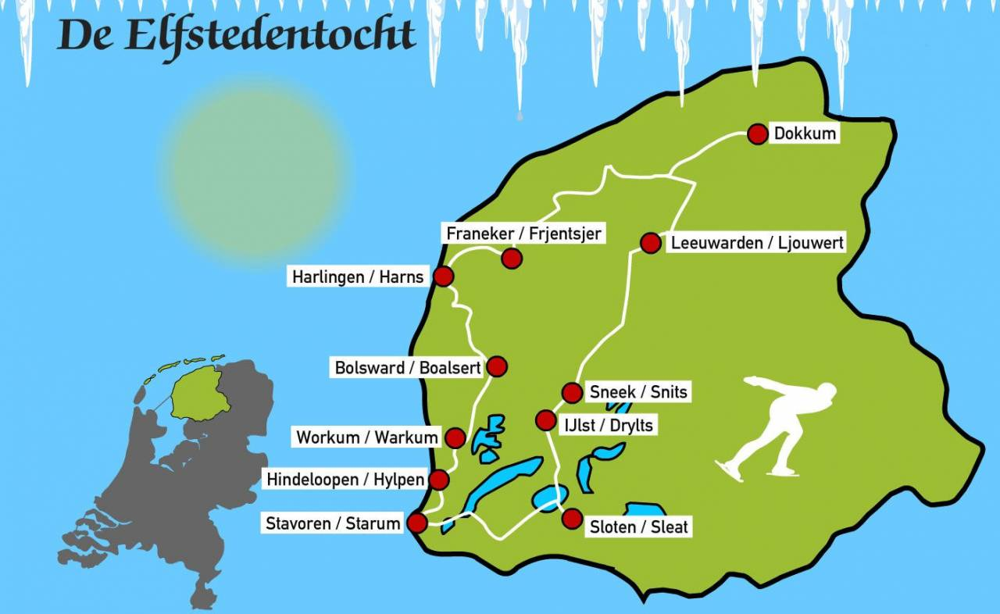 De Elfstedentocht
Dokkum
Franeker / Frjentsjer
Leeuwarden / Ljouwert
Harlingen / Harns
Bolsward / Boalsert
Sneek / Snits
IJlst / Drylts
Workum / Warkum
Hindeloopen / Hylpen
Stavoren / Starum
Sloten / Sleat